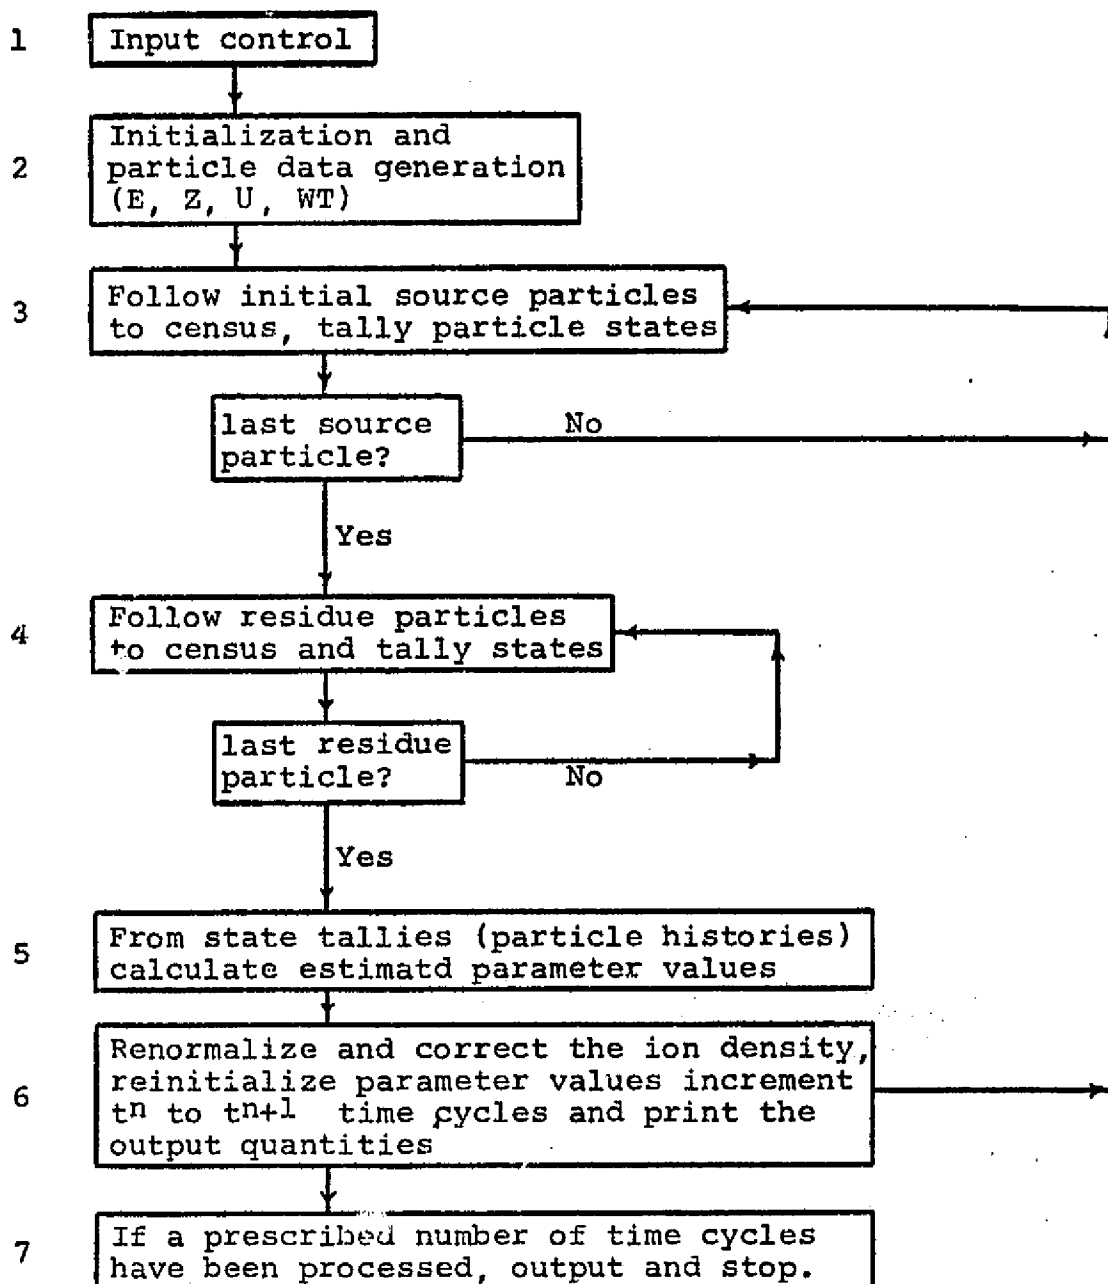 1 Input control
Initialization and
2 particle data generation
(E, Z, U, WT)
3 Follow initial source particles
to census, tally particle states
last source
particle?
No
Yes
4 Follow residue particles
to census and tally states
last residue
particle?
No
Yes
5 From state tallies (particle histories)
calculate estimatd parameter values
Renormalize and correct the ion density,
reinitialize parameter values increment
6 tn to tn+1 time cycles and print the
output quantities
7 If a prescribed number of time cycles
have been processed, output and stop.